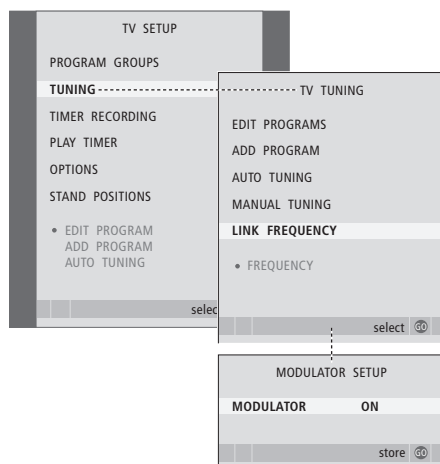 TV SETUP
PROGRAM GROUPS
TUNING
TIMER RECORDING
PLAY TIMER
OPTIONS
STAND POSITIONS
• EDIT PROGRAM
ADD PROGRAM
AUTO TUNING
selec
TV TUNING
EDIT PROGRAMS
ADD PROGRAM
AUTO TUNING
MANUAL TUNING
LINK FREQUENCY
• FREQUENCY
select GO
MODULATOR SETUP
MODULATOR ON
store GO